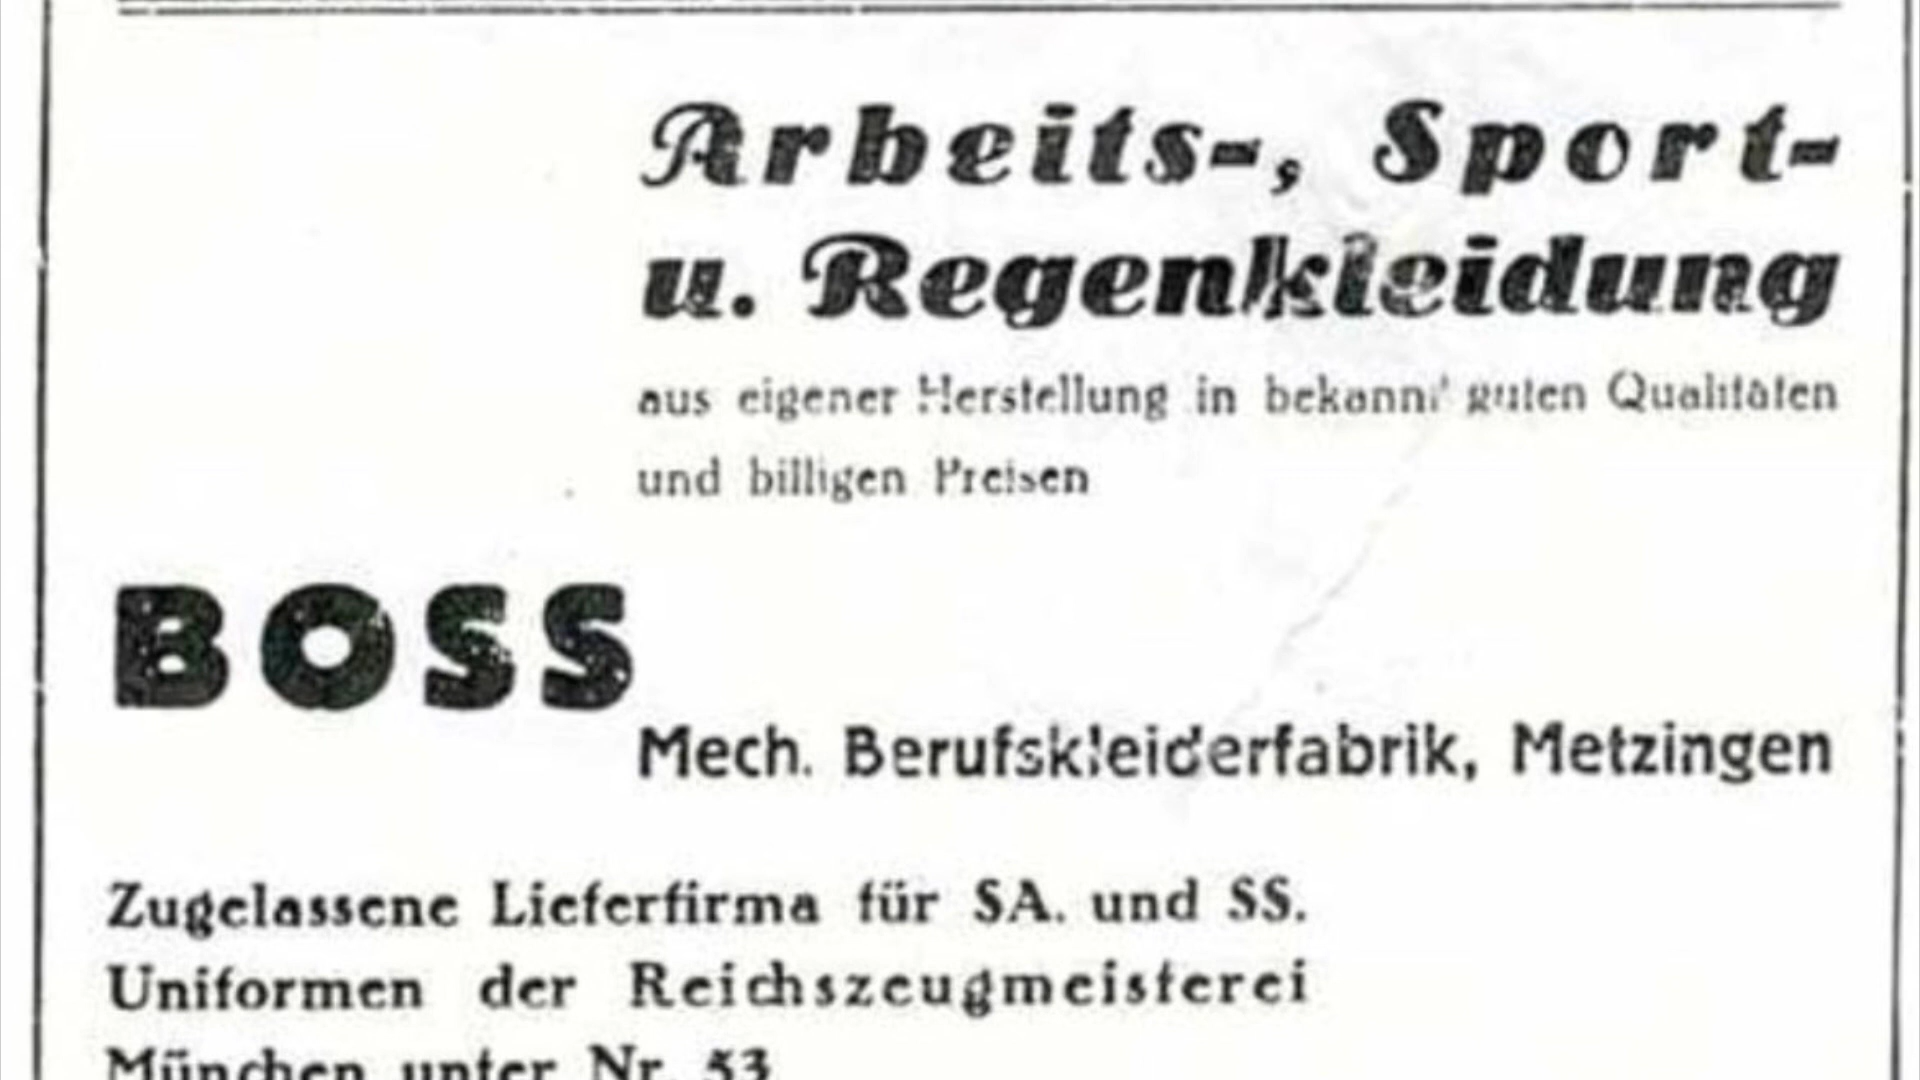 Arbeits-, Sport-
u. Regenkleidung
aus eigener Herstellung in bekannt guten Qualitäten
und billigen Preisen
BOSS
Mech. Berufskleiderfabrik, Metzingen
Zugelassene Lieferfirma für SA. und SS.
Uniformen der Reichszeugmeisterei
München unter Nr. 53